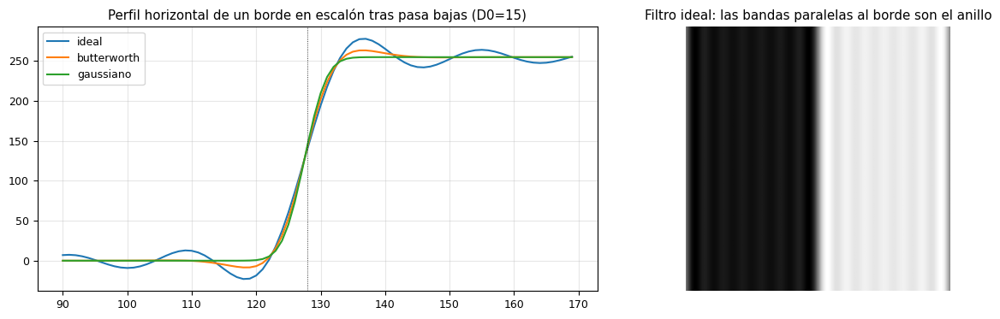 Perfil horizontal de un borde en escalón tras pasa bajas (D0=15)
ideal
butterworth
gaussiano
250
200
150
100
50
0
90 100 110 120 130 140 150 160 170
Filtro ideal: las bandas paralelas al borde son el anillo